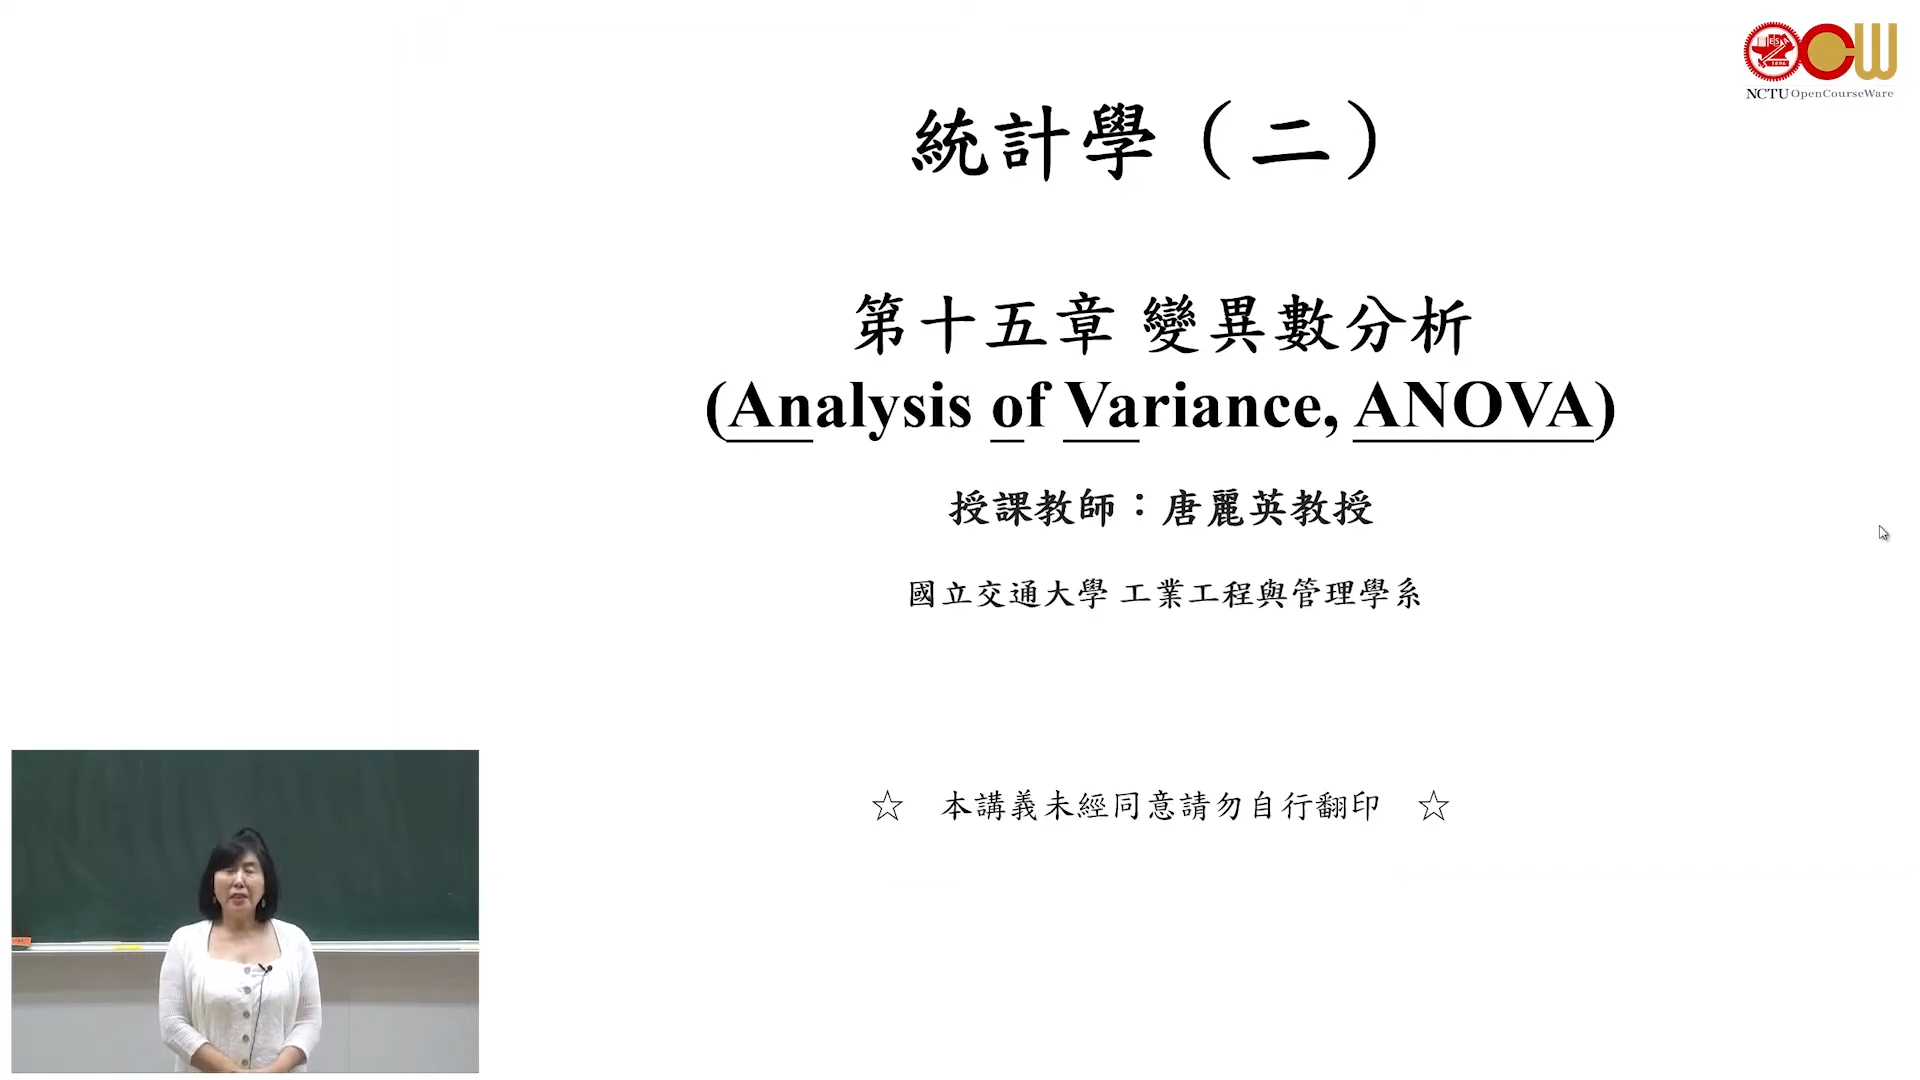 NCTU OpenCourseWare
統計學（二）
第十五章 變異數分析
(Analysis of Variance, ANOVA)
授課教師：唐麗英教授
國立交通大學 工業工程與管理學系
☆ 本講義未經同意請勿自行翻印 ☆